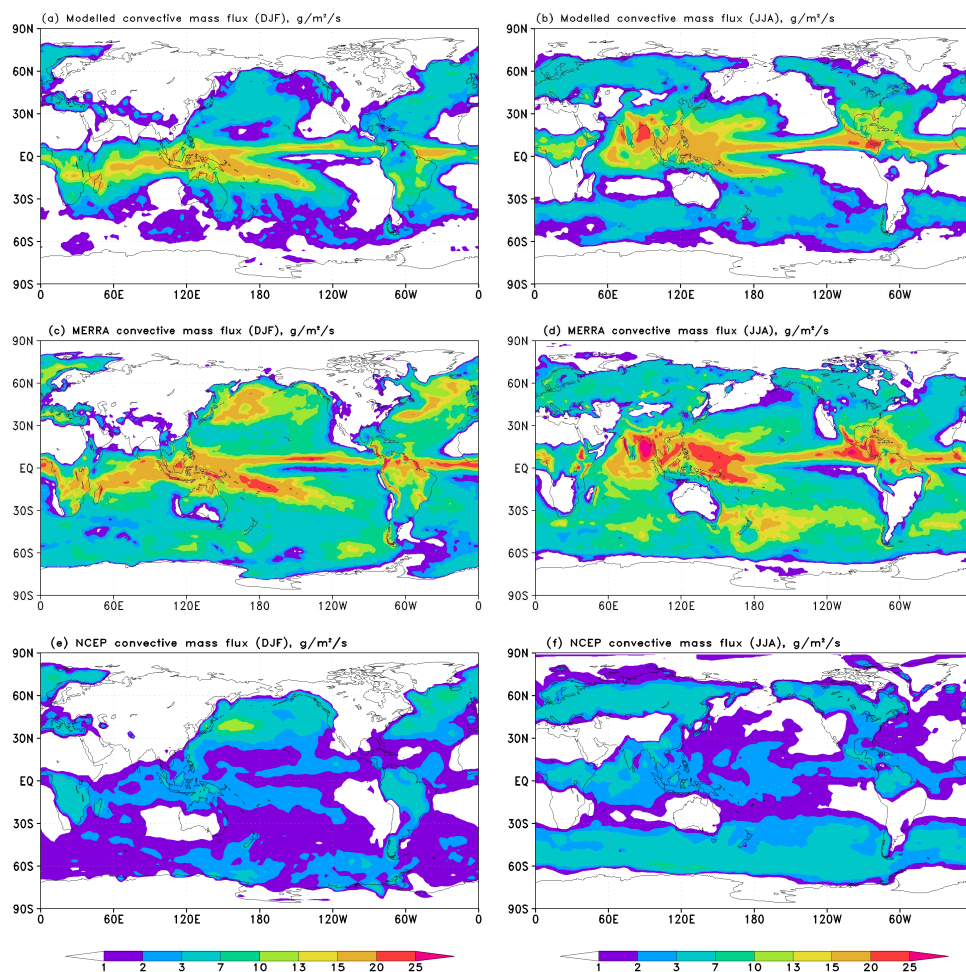 (a) Modelled convective mass flux (DJF), g/m²/s
90N
60N
30N
EQ
30S
60S
90S
0 60E 120E 180 120W 60W 0
(b) Modelled convective mass flux (JJA), g/m²/s
90N
60N
30N
EQ
30S
60S
90S
0 60E 120E 180 120W 60W
(c) MERRA convective mass flux (DJF), g/m²/s
90N
60N
30N
EQ
30S
60S
90S
0 60E 120E 180 120W 60W 0
(d) MERRA convective mass flux (JJA), g/m²/s
90N
60N
30N
EQ
30S
60S
90S
0 60E 120E 180 120W 60W
(e) NCEP convective mass flux (DJF), g/m²/s
90N
60N
30N
EQ
30S
60S
90S
0 60E 120E 180 120W 60W 0
(f) NCEP convective mass flux (JJA), g/m²/s
90N
60N
30N
EQ
30S
60S
90S
0 60E 120E 180 120W 60W
1 2 3 7 10 13 15 20 25
1 2 3 7 10 13 15 20 25